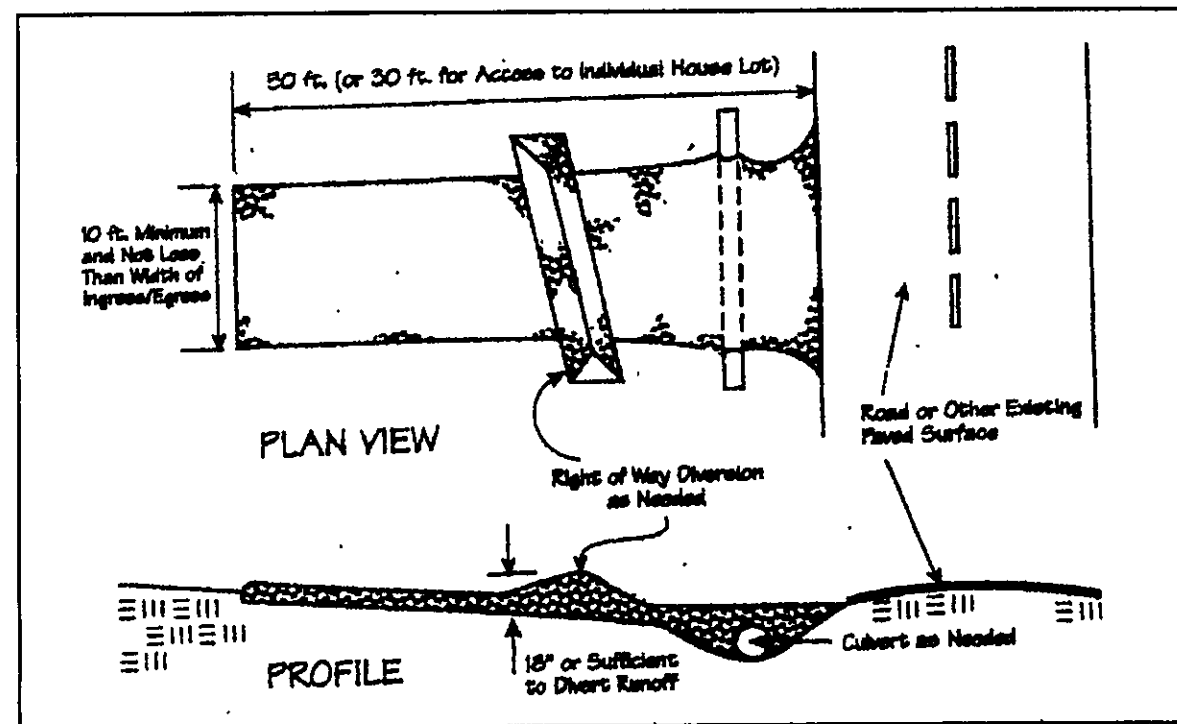 50 ft. (or 30 ft. for Access to Individual House Lot)
10 ft. Minimum
and Not Less
Than Width of
Ingress/Egress
PLAN VIEW
Road or Other Existing
Paved Surface
Right of Way Diversion
as Needed
Culvert as Needed
18" or Sufficient
to Divert Runoff
PROFILE